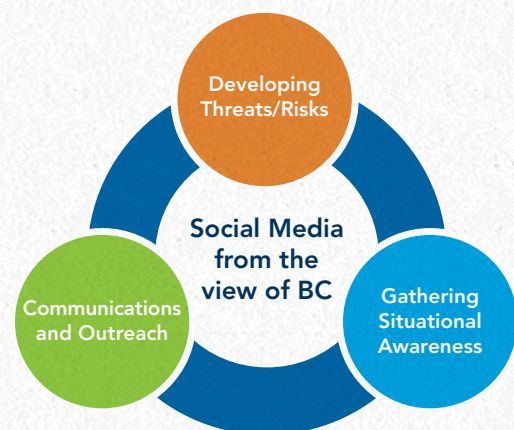 Developing
Threats/Risks
Social Media
from the
view of BC
Communications
and Outreach
Gathering
Situational
Awareness